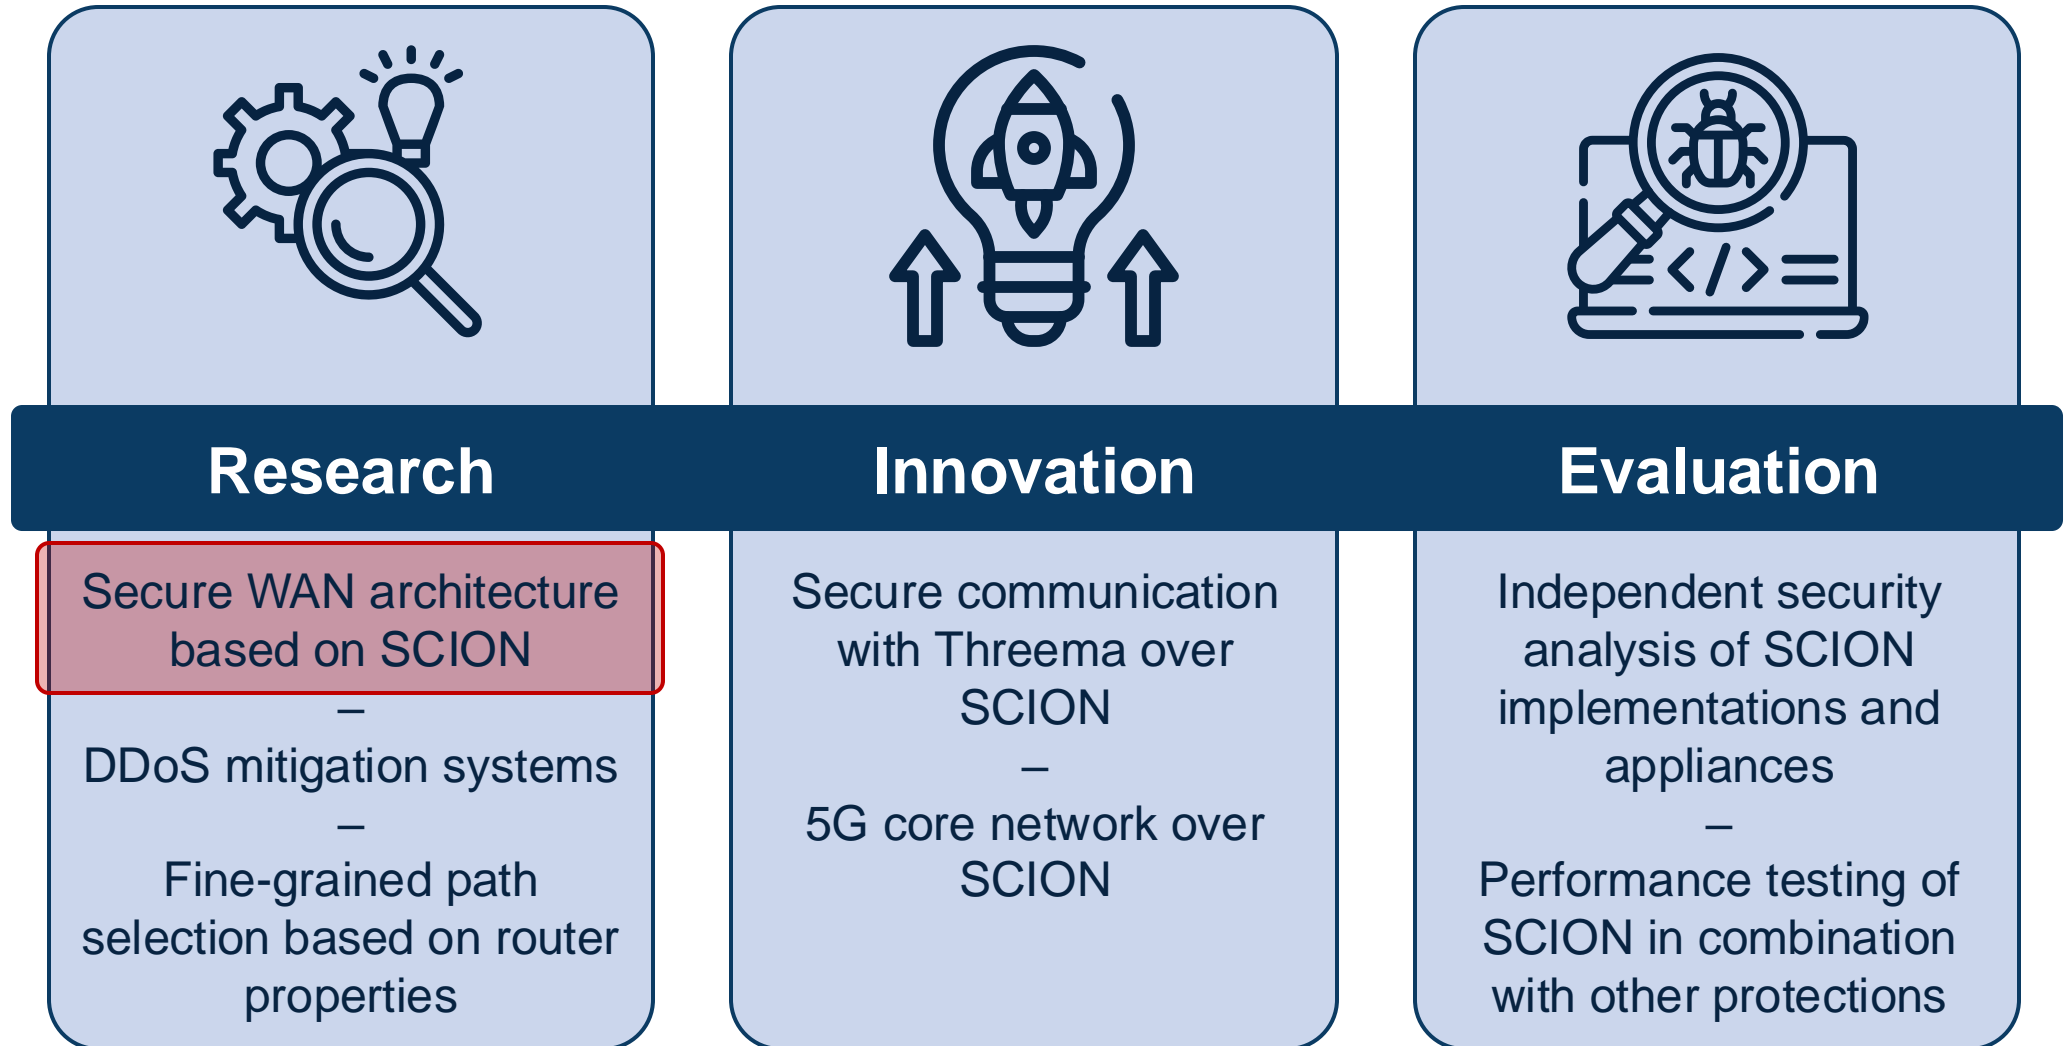 Research
Secure WAN architecture
based on SCION
–
DDoS mitigation systems
–
Fine-grained path
selection based on router
properties
Innovation
Secure communication
with Threema over
SCION
–
5G core network over
SCION
Evaluation
Independent security
analysis of SCION
implementations and
appliances
–
Performance testing of
SCION in combination
with other protections